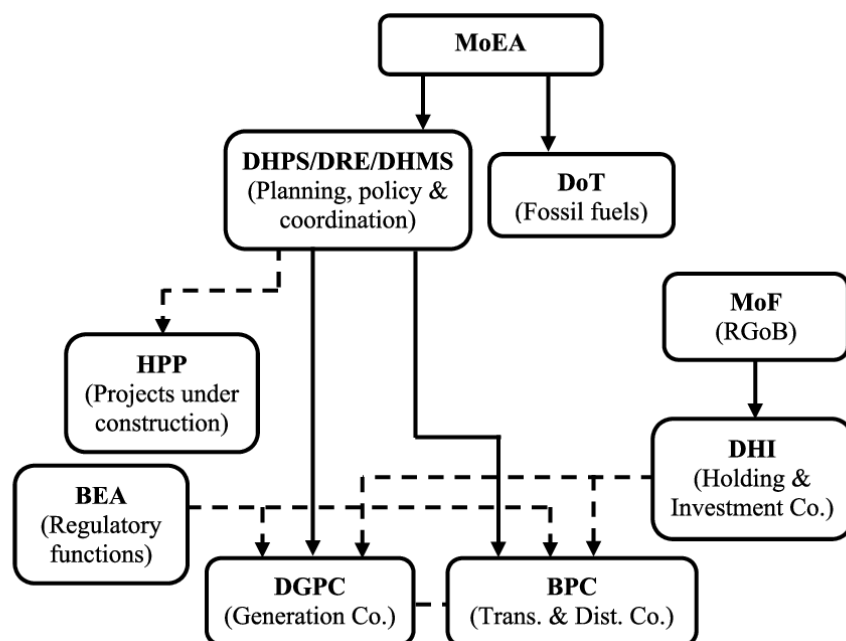 MoEA
DHPS/DRE/DHMS
(Planning, policy &
coordination)
DoT
(Fossil fuels)
MoF
(RGoB)
HPP
(Projects under
construction)
DHI
(Holding &
Investment Co.)
BEA
(Regulatory
functions)
DGPC
(Generation Co.)
BPC
(Trans. & Dist. Co.)